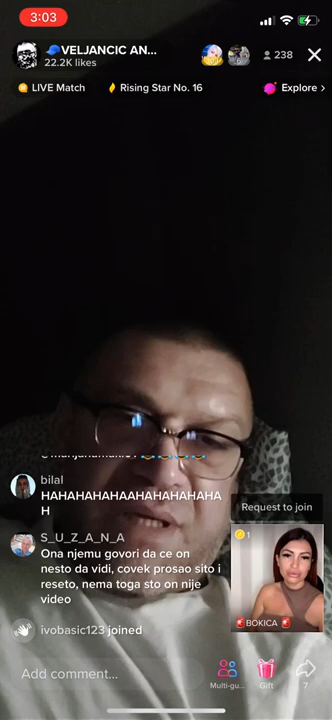 3:03
VELJANCIC AN...
22.2K likes
238
LIVE Match
Rising Star No. 16
Explore >
bilal
HAHAHAHAHAAHAHAHAHAHA
H
Request to join
S_U_Z_A_N_A
Ona njemu govori da ce on
nesto da vidi, covek prosao sito i
reseto, nema toga sto on nije
video
1
BOKICA
ivobasic123 joined
Add comment...
Multi-gu...
Gift
7